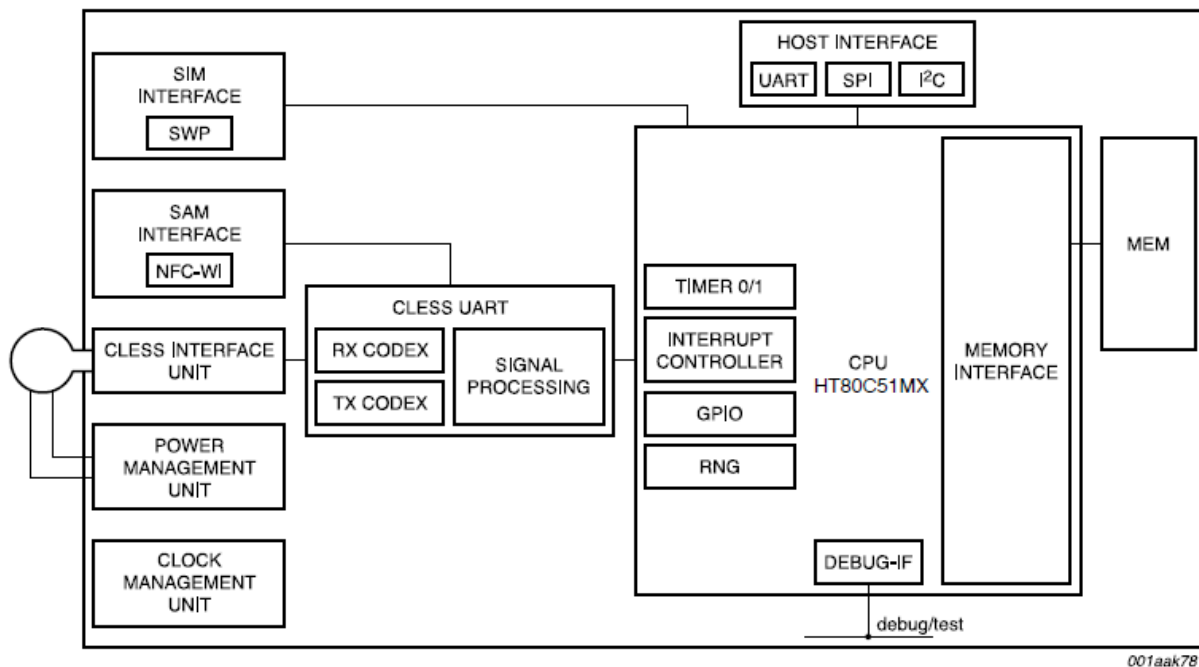 HOST INTERFACE
UART
SPI
I²C
SIM
INTERFACE
SWP
SAM
INTERFACE
NFC-WI
CLESS INTERFACE
UNIT
POWER
MANAGEMENT
UNIT
CLOCK
MANAGEMENT
UNIT
CLESS UART
RX CODEX
TX CODEX
SIGNAL
PROCESSING
TIMER 0/1
INTERRUPT
CONTROLLER
GPIO
RNG
CPU
HT80C51MX
DEBUG-IF
debug/test
MEMORY
INTERFACE
MEM
001aak78